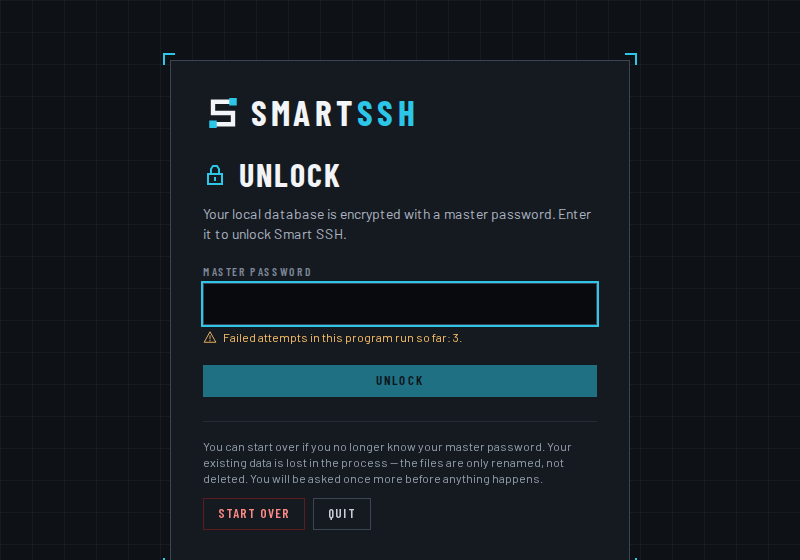 SMARTSSH
UNLOCK
Your local database is encrypted with a master password. Enter
it to unlock Smart SSH.
MASTER PASSWORD
Failed attempts in this program run so far: 3.
UNLOCK
You can start over if you no longer know your master password. Your
existing data is lost in the process — the files are only renamed, not
deleted. You will be asked once more before anything happens.
START OVER
QUIT